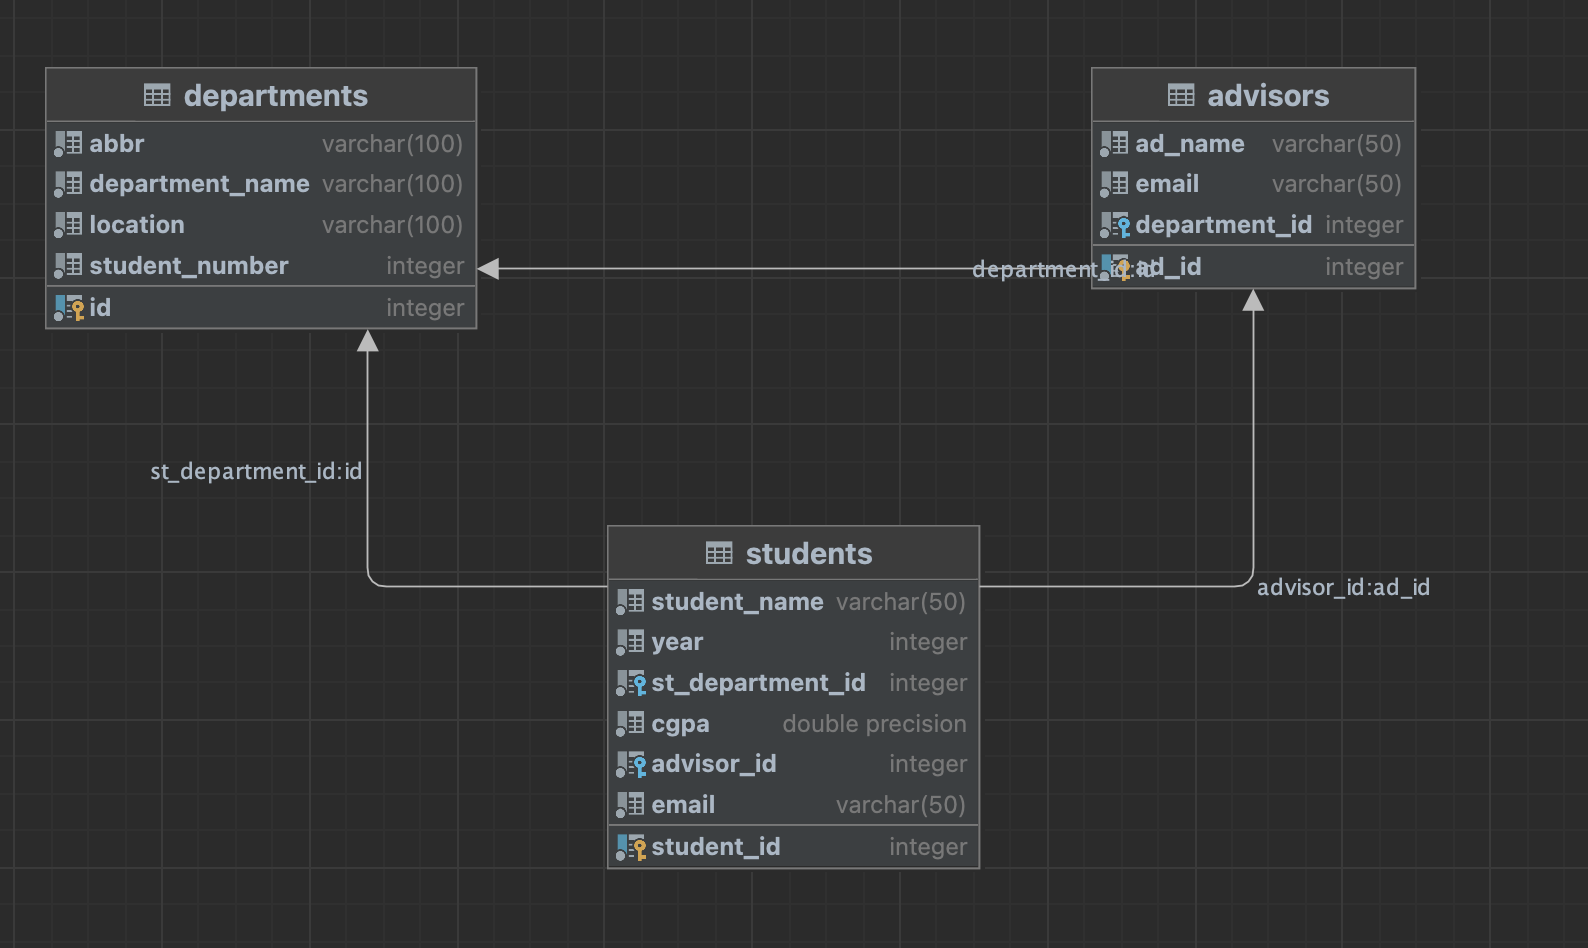 departments
abbr varchar(100)
department_name varchar(100)
location varchar(100)
student_number integer
id integer
advisors
ad_name varchar(50)
email varchar(50)
department_id integer
ad_id integer
department_id:id
st_department_id:id
advisor_id:ad_id
students
student_name varchar(50)
year integer
st_department_id integer
cgpa double precision
advisor_id integer
email varchar(50)
student_id integer